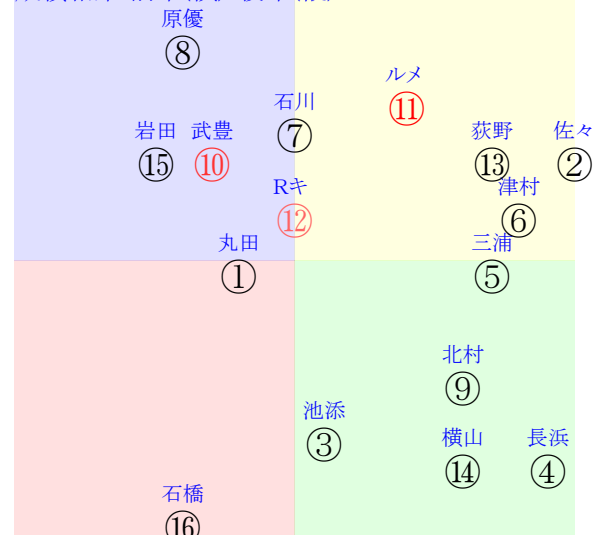 原優
⑧
ルメ
⑪
石川
⑦
岩田 武豊
⑮ ⑩
荻野 佐々
⑬ ②
Rキ
⑫
津村
⑥
丸田
①
三浦
⑤
北村
⑨
池添
③
横山 長浜
⑭ ④
石橋
⑯